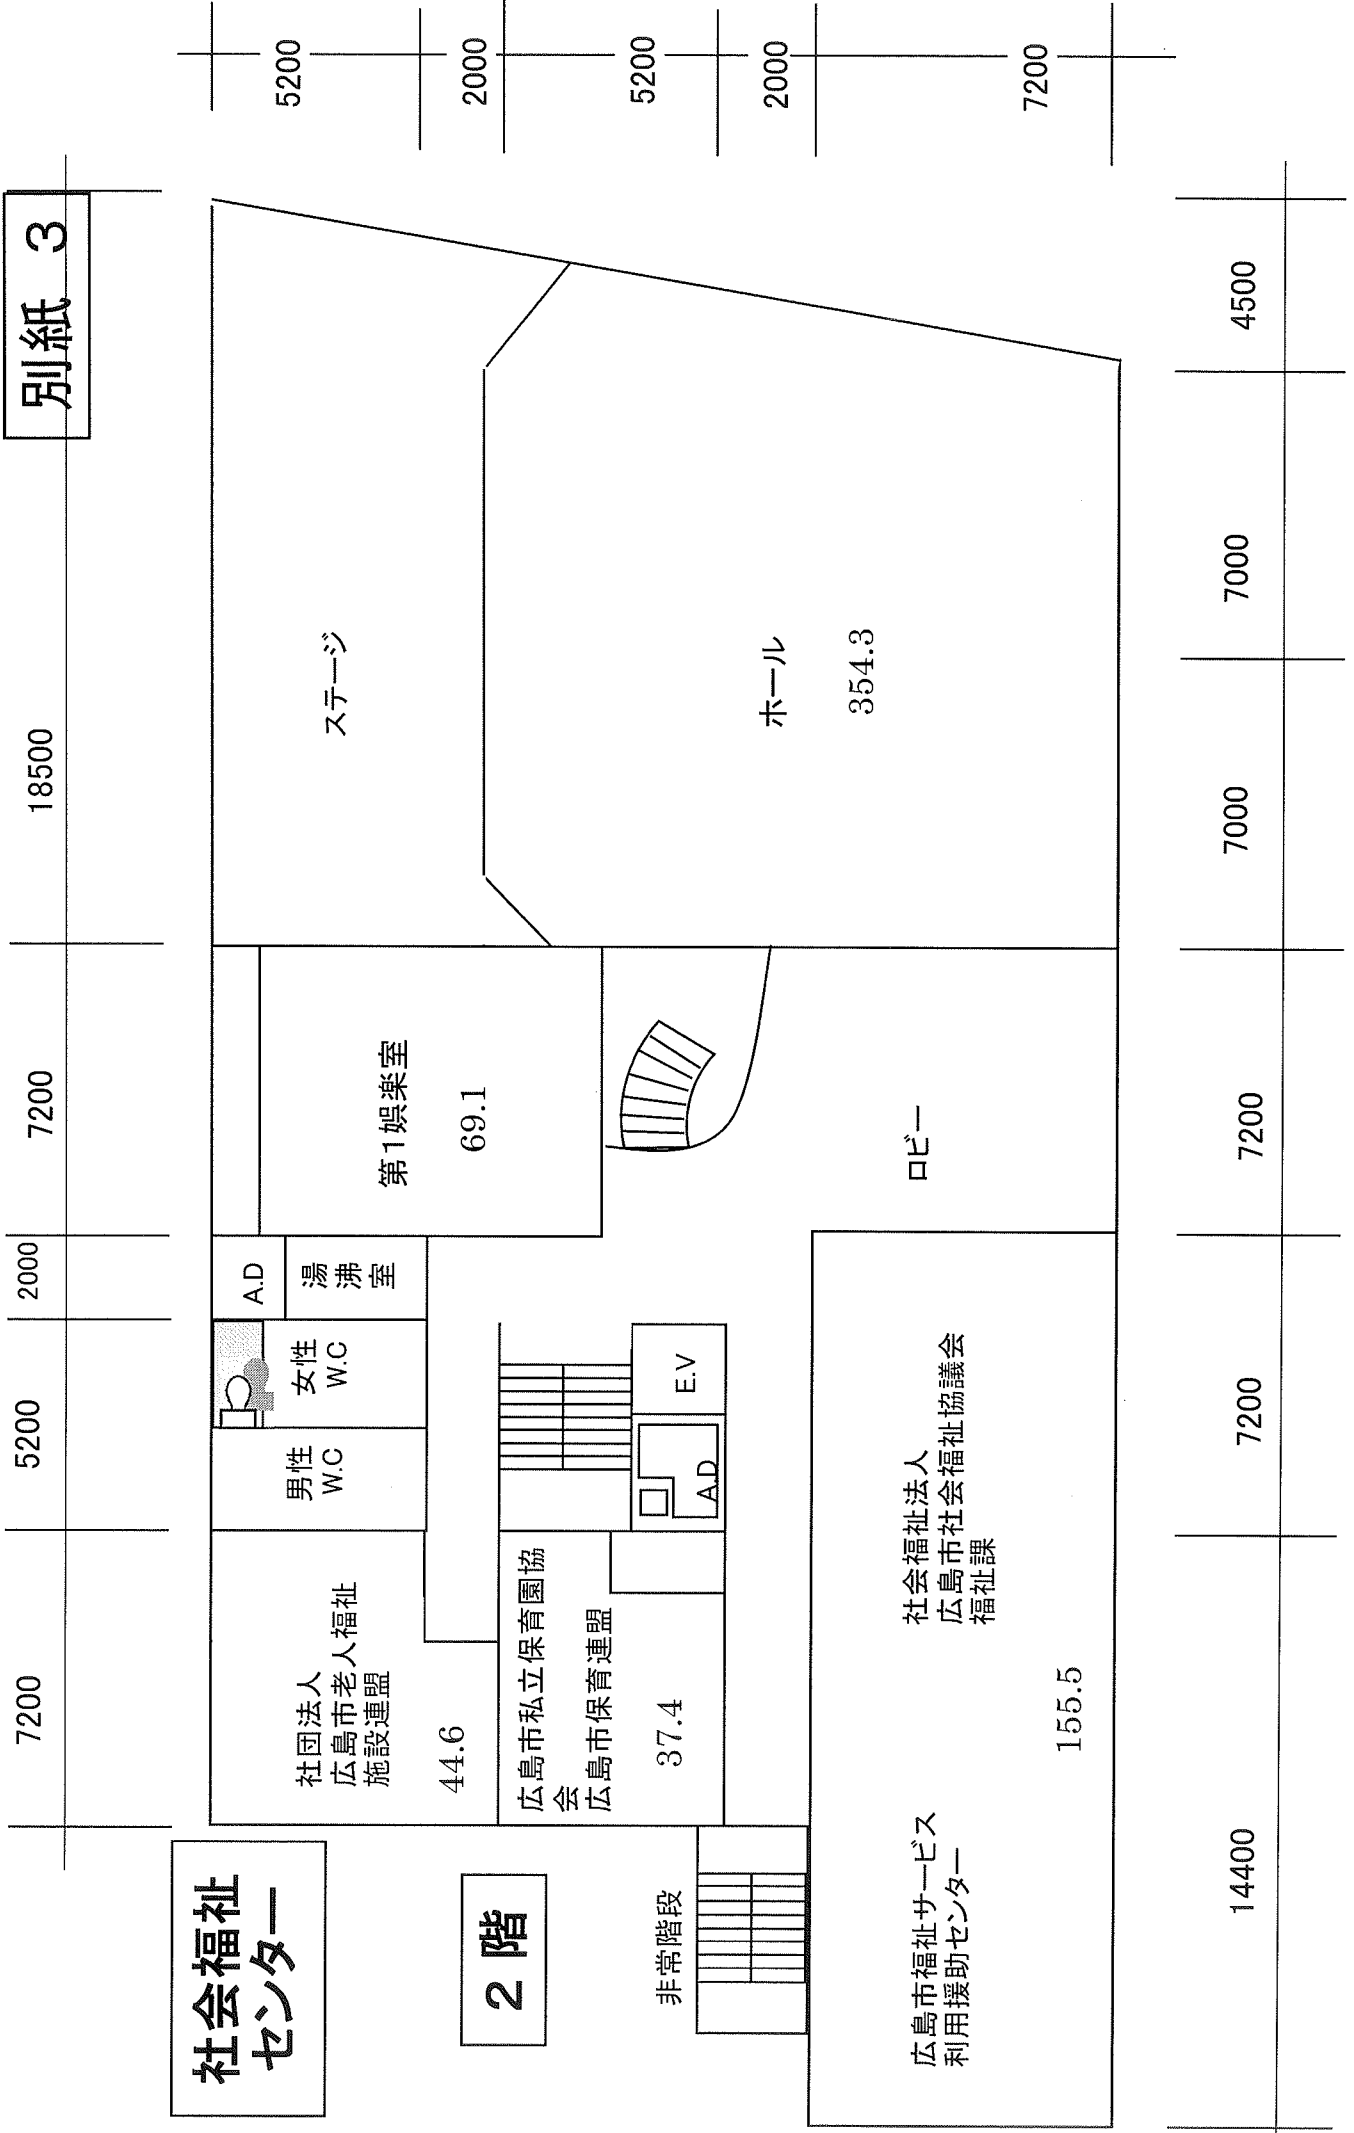 別紙 3
社会福祉
センター
2 階
7200
5200
2000
7200
18500
5200
2000
5200
2000
7200
社団法人
広島市老人福祉
施設連盟
44.6
男性
W.C
女性
W.C
A.D
湯
沸
室
第1娯楽室
69.1
ステージ
広島市私立保育園協
会
広島市保育連盟
37.4
A.D
E.V
ホール
354.3
ロビー
非常階段
広島市福祉サービス
利用援助センター
社会福祉法人
広島市社会福祉協議会
福祉課
155.5
14400
7200
7200
7000
7000
4500